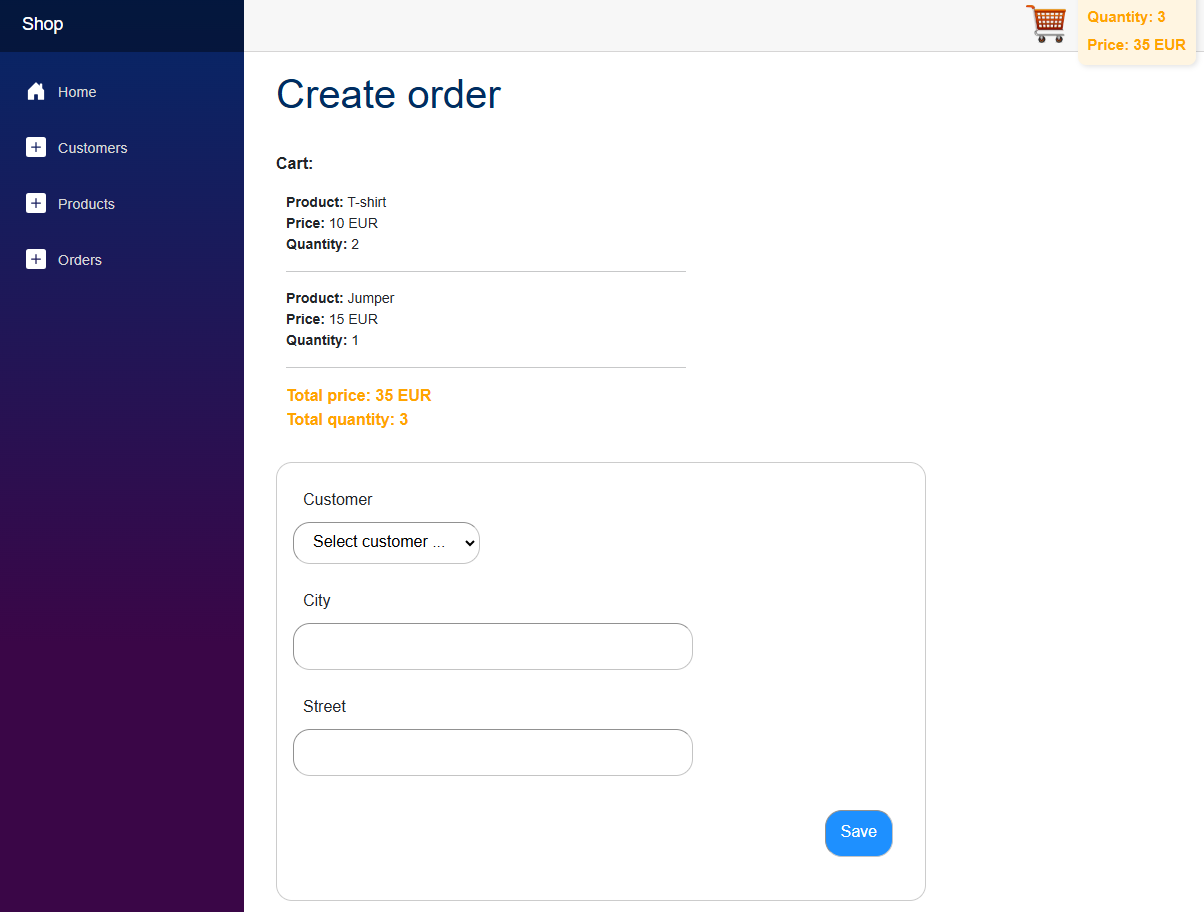 Shop
Quantity: 3
Price: 35 EUR
Home
Customers
Products
Orders
Create order
Cart:
Product: T-shirt
Price: 10 EUR
Quantity: 2
Product: Jumper
Price: 15 EUR
Quantity: 1
Total price: 35 EUR
Total quantity: 3
Customer
Select customer ...
City
Street
Save